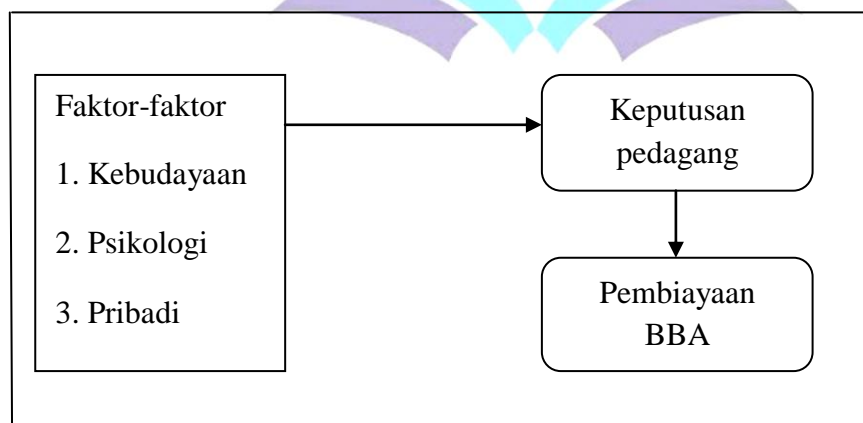 Faktor-faktor
1. Kebudayaan
2. Psikologi
3. Pribadi
Keputusan
pedagang
Pembiayaan
BBA